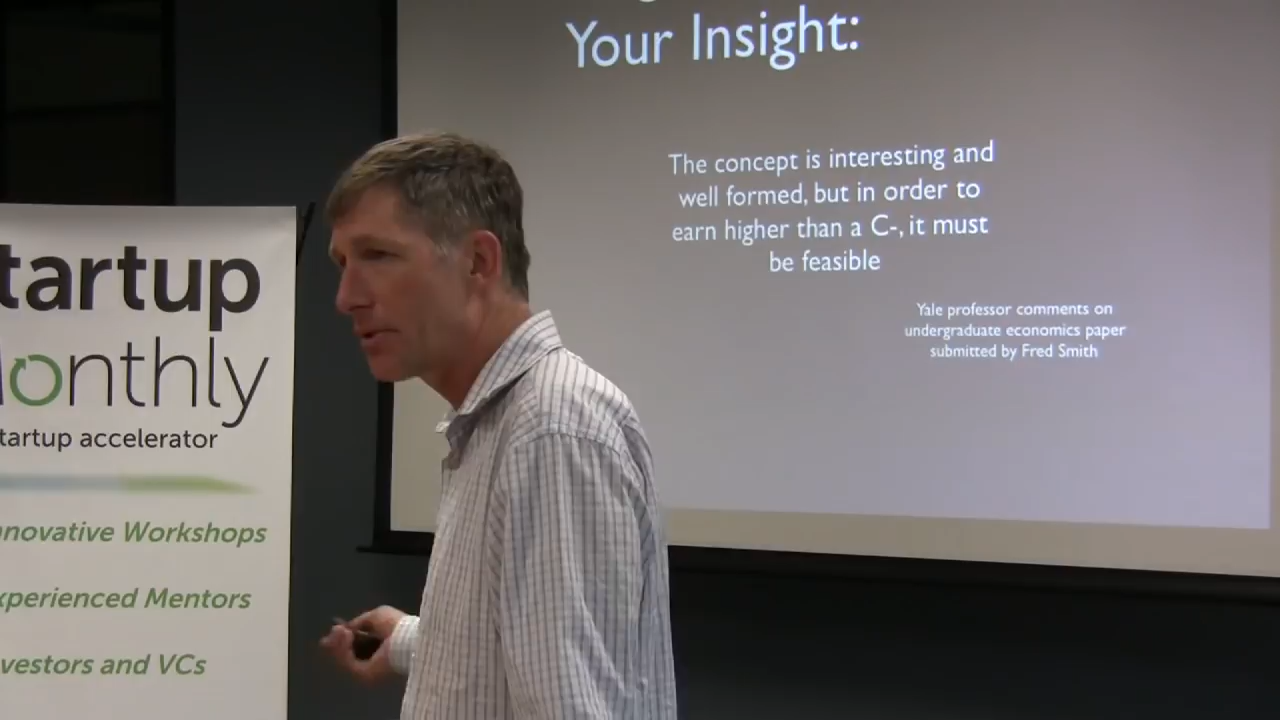 tartup
onthly
tartup accelerator
nnovative Workshops
xperienced Mentors
vestors and VCs
Your Insight:
The concept is interesting and
well formed, but in order to
earn higher than a C-, it must
be feasible
Yale professor comments on
undergraduate economics paper
submitted by Fred Smith